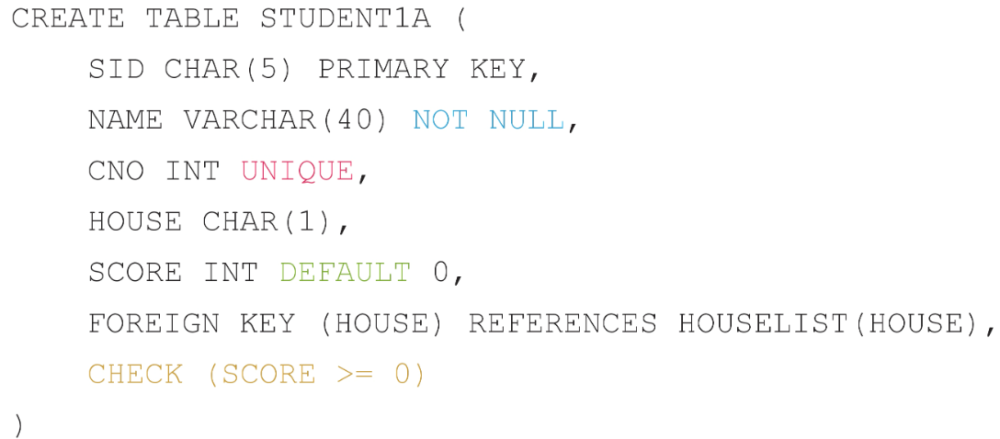 CREATE TABLE STUDENT1A (
SID CHAR(5) PRIMARY KEY,
NAME VARCHAR(40) NOT NULL,
CNO INT UNIQUE,
HOUSE CHAR(1),
SCORE INT DEFAULT 0,
FOREIGN KEY (HOUSE) REFERENCES HOUSELIST(HOUSE),
CHECK (SCORE >= 0)
)